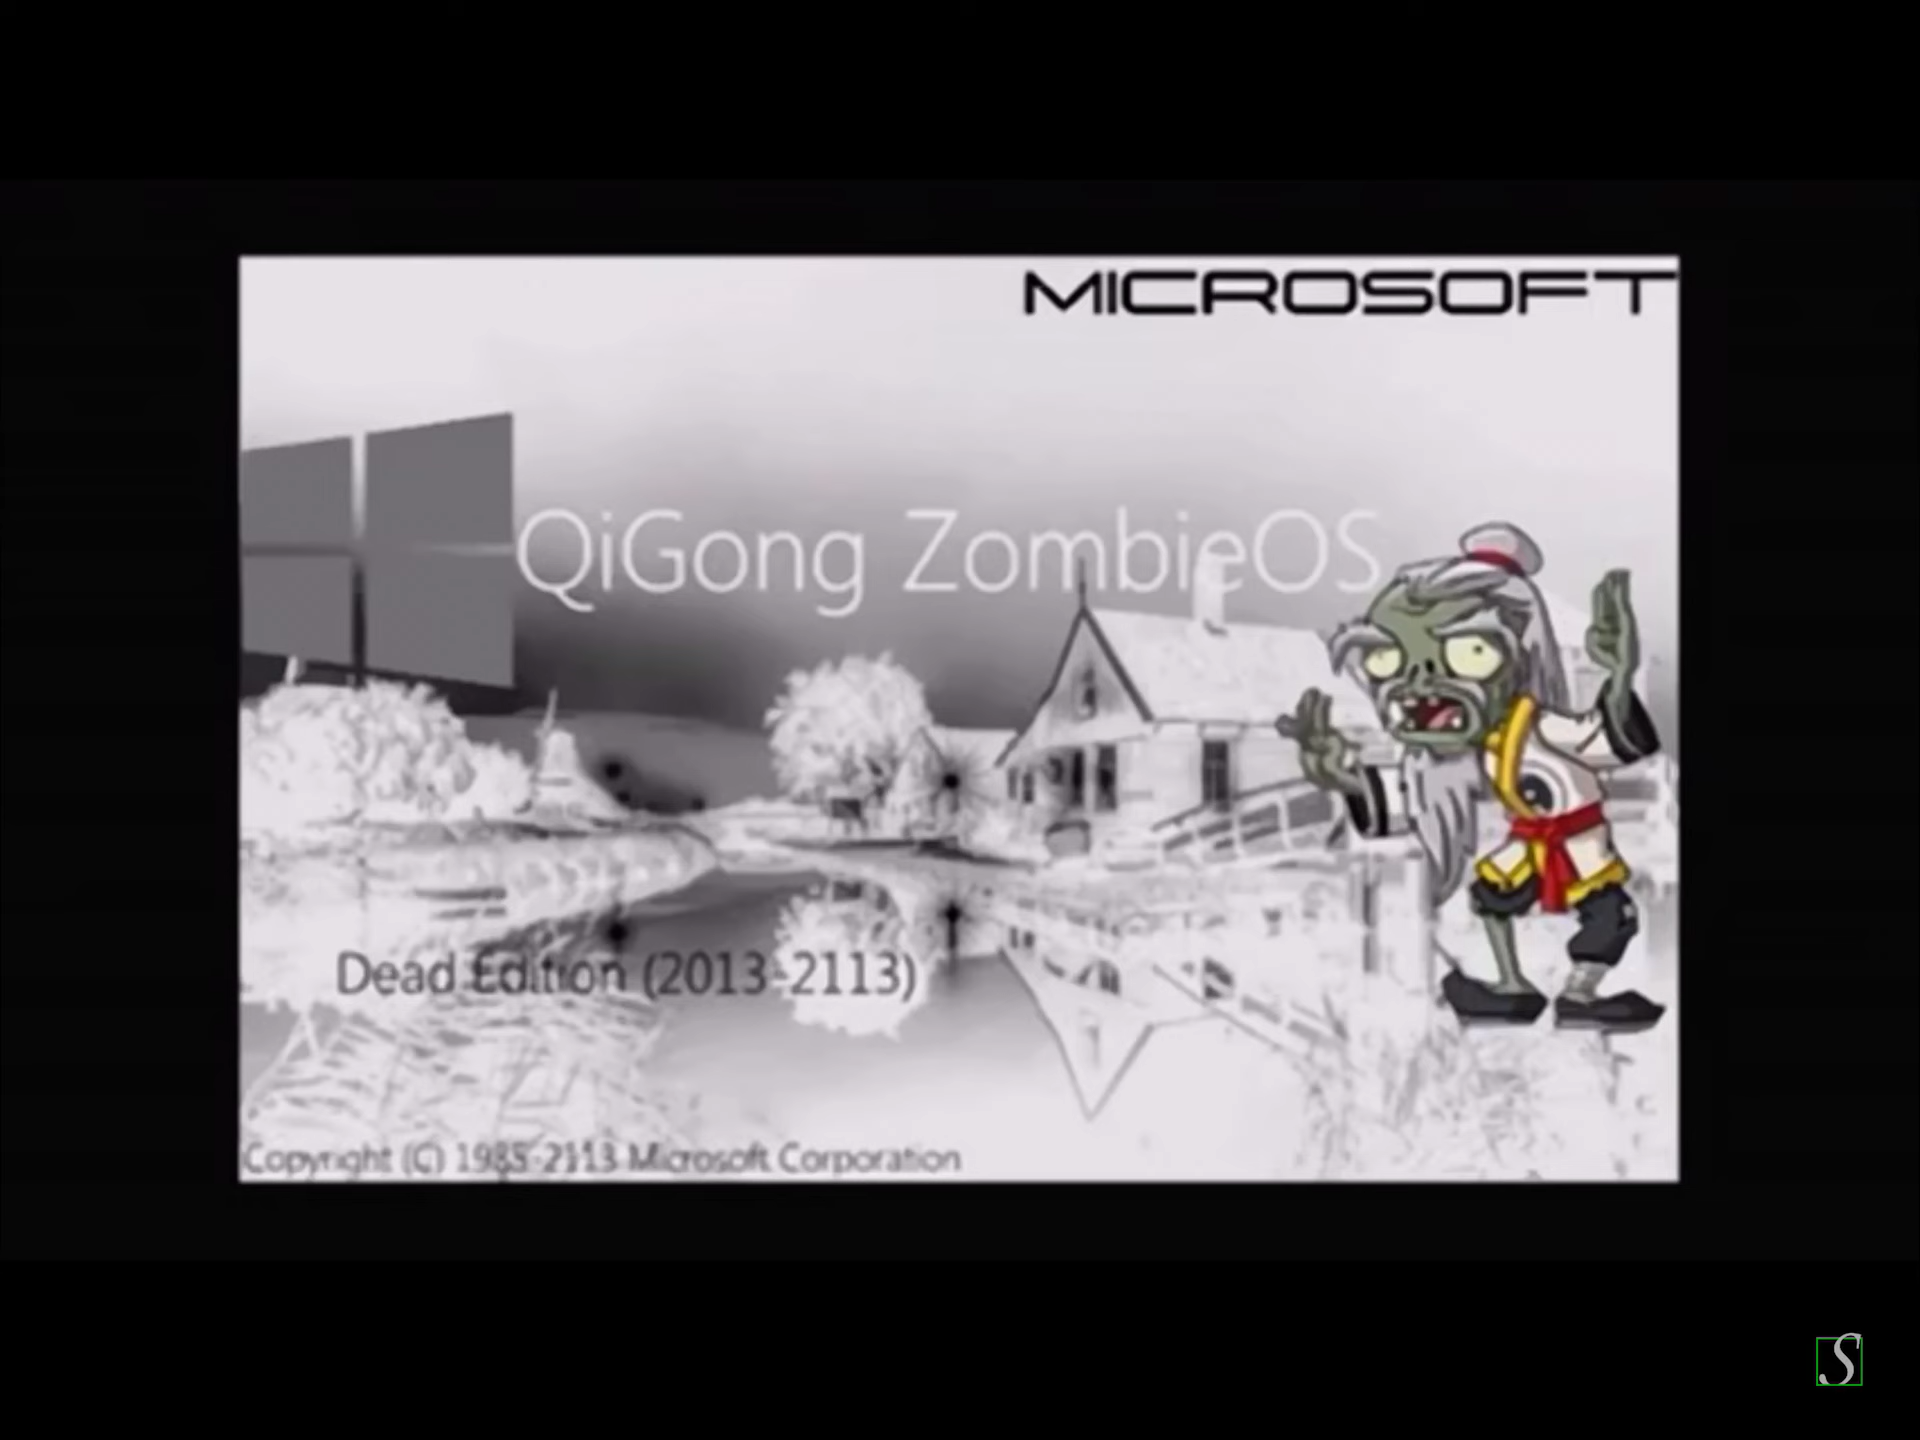 MICROSOFT
QiGong ZombieOS
Dead Edition (2013-2113)
Copyright (C) 1985-2113 Microsoft Corporation
S